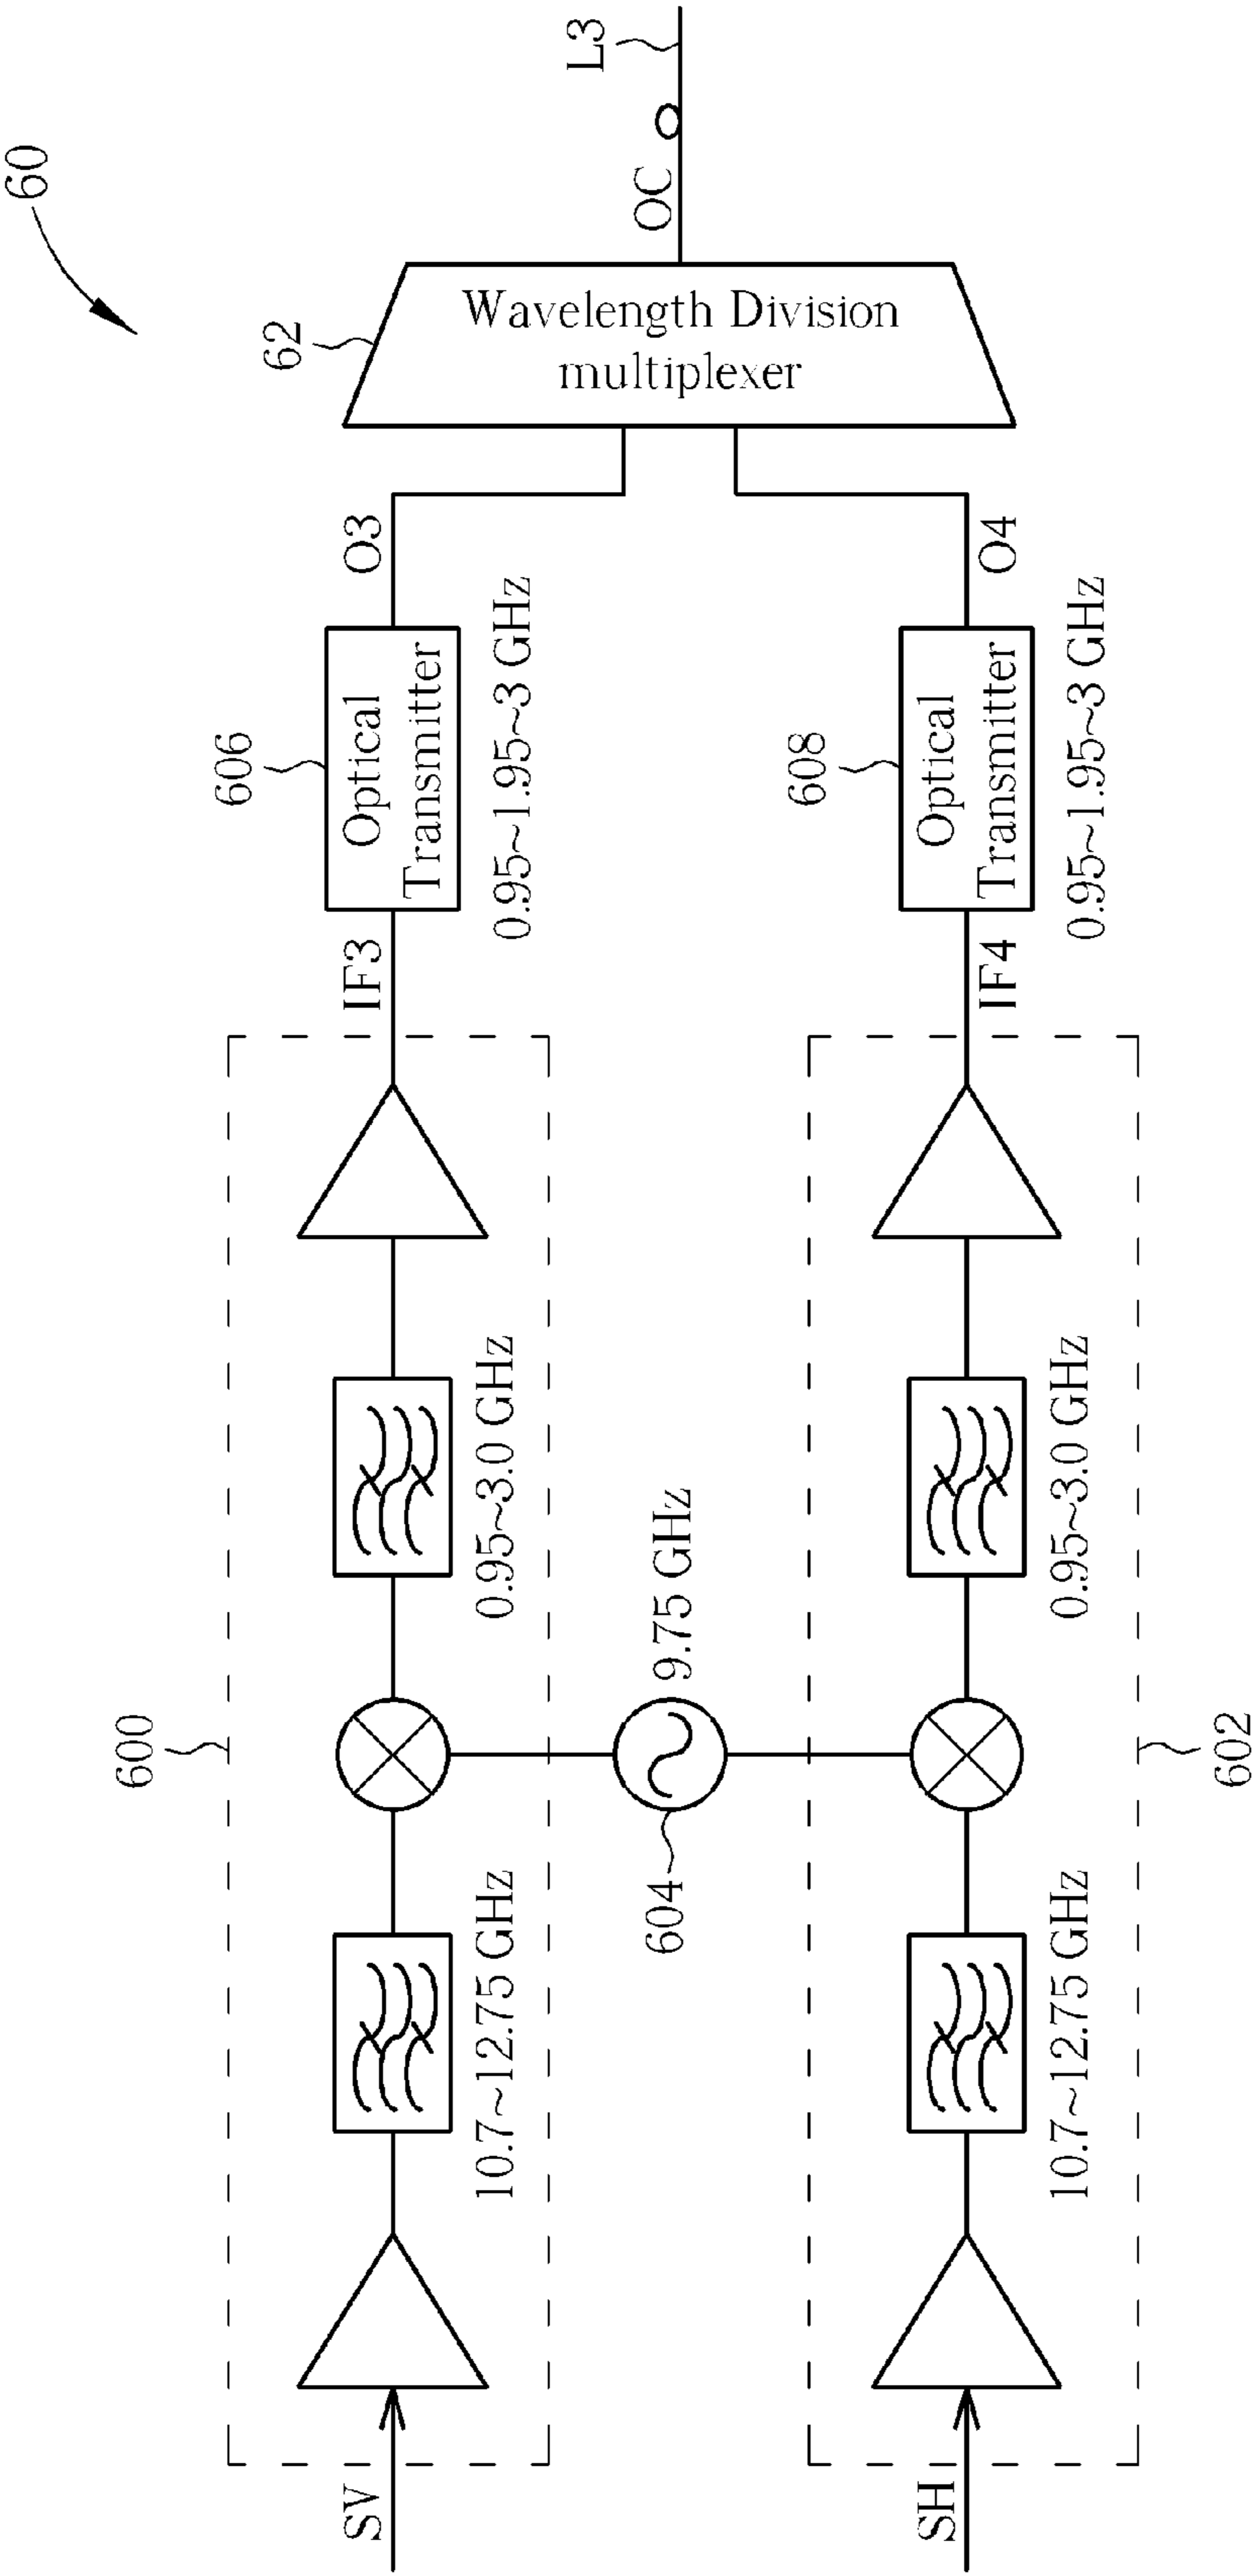 60
SV
600
10.7~12.75 GHz
0.95~3.0 GHz
IF3
606
Optical
Transmitter
0.95~1.95~3 GHz
O3
604
9.75 GHz
62
Wavelength Division
multiplexer
OC
L3
SH
602
10.7~12.75 GHz
0.95~3.0 GHz
IF4
608
Optical
Transmitter
0.95~1.95~3 GHz
O4